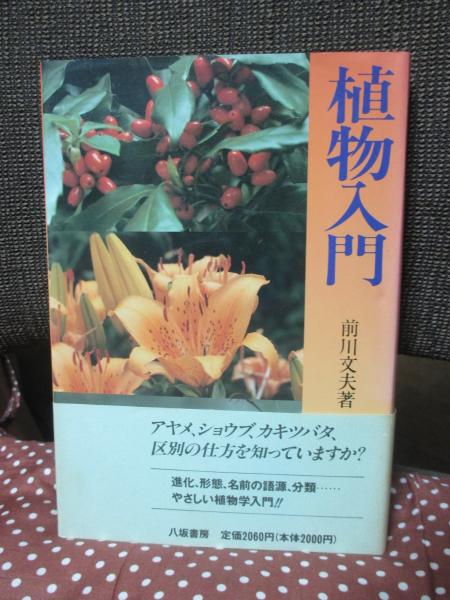 植物入門
前川文夫著
アヤメ、ショウブ、カキツバタ、
区別の仕方を知っていますか?
進化、形態、名前の語源、分類……
やさしい植物学入門!!
八坂書房 定価2060円(本体2000円)